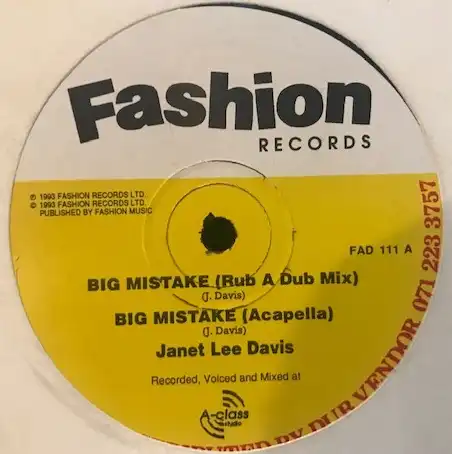 Fashion
RECORDS
℗ 1993 FASHION RECORDS LTD.
© 1993 FASHION RECORDS LTD.
PUBLISHED BY FASHION MUSIC
FAD 111 A
BIG MISTAKE (Rub A Dub Mix)
(J. Davis)
BIG MISTAKE (Acapella)
(J. Davis)
Janet Lee Davis
Recorded, Voiced and Mixed at
A-class
studio
BY DUB VENDOR 071 223 3757